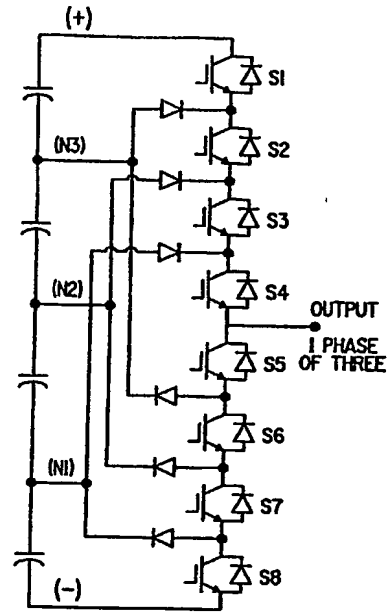 (+)
S1
(N3)
S2
S3
(N2)
S4
OUTPUT
1 PHASE
OF THREE
S5
S6
(N1)
S7
S8
(-)